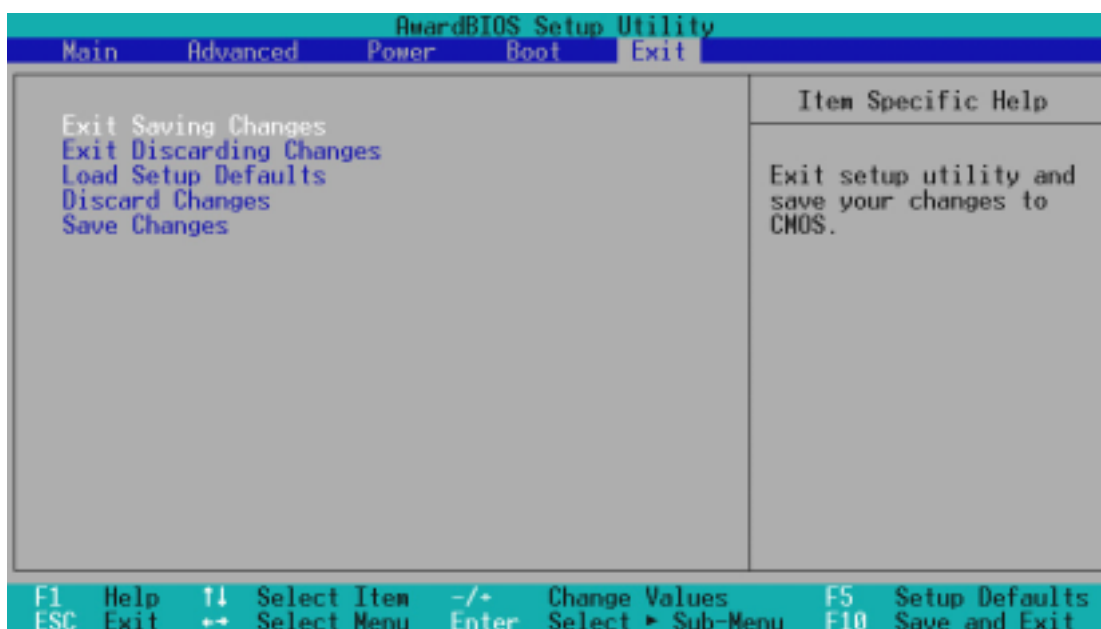 AwardBIOS Setup Utility
Main Advanced Power Boot Exit
Item Specific Help
Exit Saving Changes
Exit Discarding Changes
Load Setup Defaults
Discard Changes
Save Changes
Exit setup utility and
save your changes to
CMOS.
F1 Help ↑↓ Select Item -/+ Change Values F5 Setup Defaults
ESC Exit ←→ Select Menu Enter Select ► Sub-Menu F10 Save and Exit